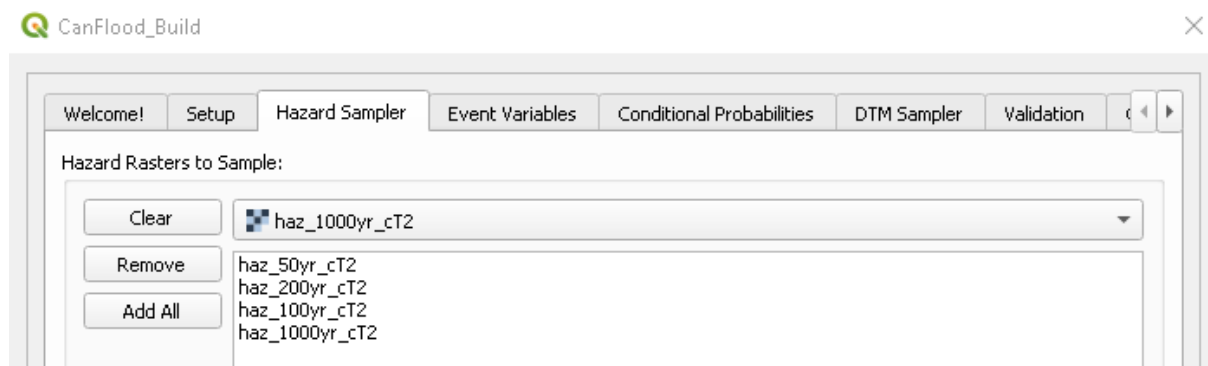 CanFlood_Build
Welcome! Setup Hazard Sampler Event Variables Conditional Probabilities DTM Sampler Validation
Hazard Rasters to Sample:
Clear haz_1000yr_cT2
Remove haz_50yr_cT2
haz_200yr_cT2
Add All haz_100yr_cT2
haz_1000yr_cT2